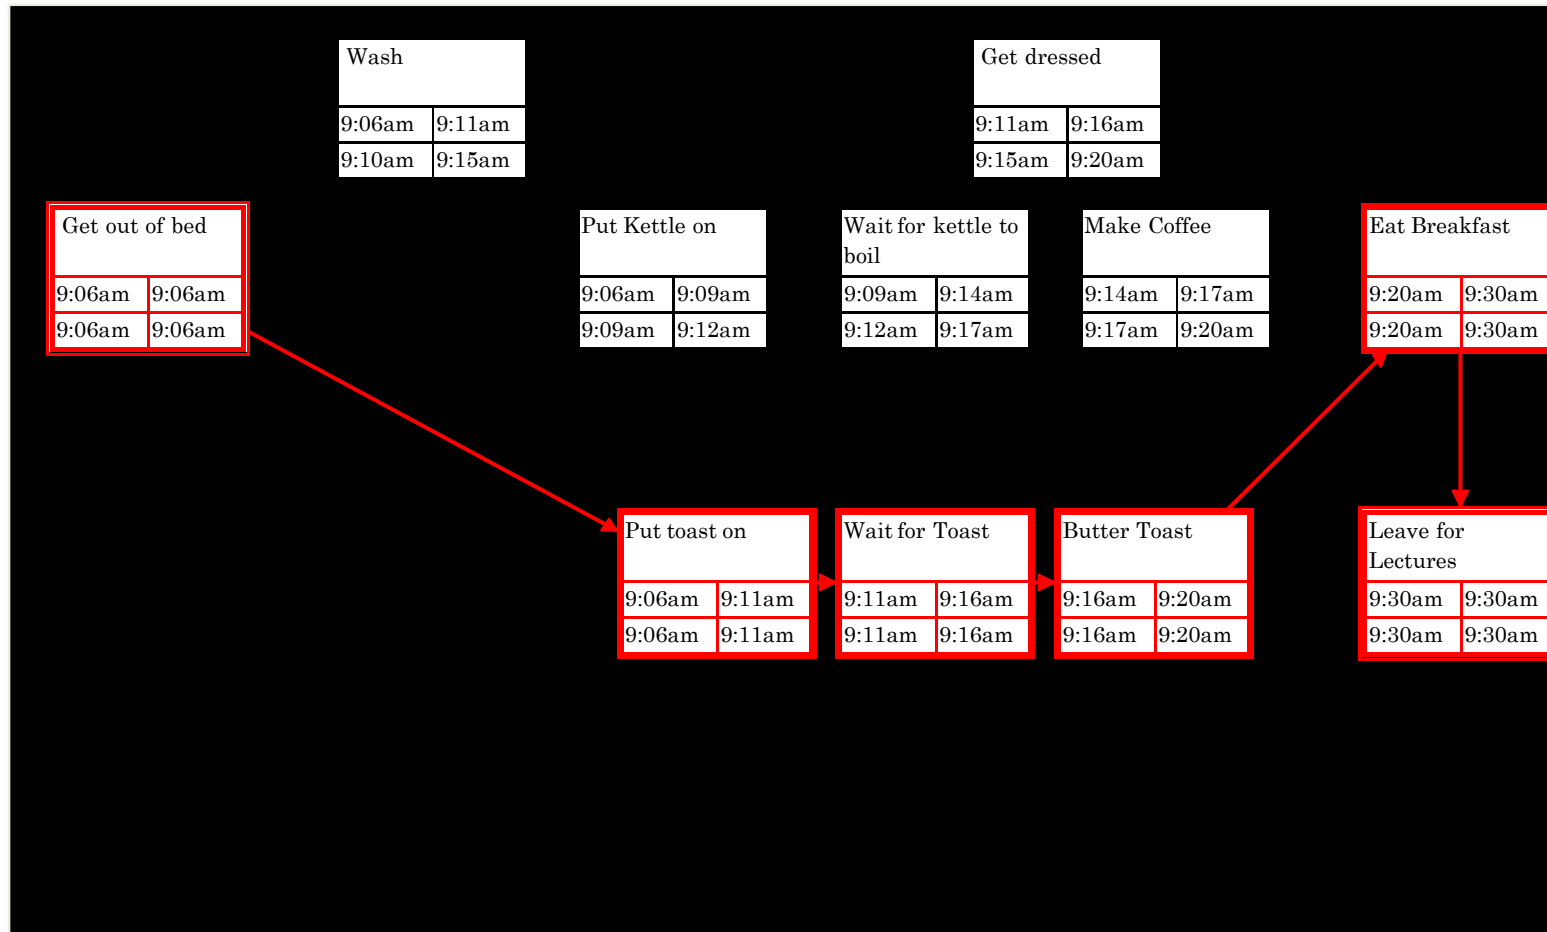 Wash
9:06am 9:11am
9:10am 9:15am
Get dressed
9:11am 9:16am
9:15am 9:20am
Get out of bed
9:06am 9:06am
9:06am 9:06am
Put Kettle on
9:06am 9:09am
9:09am 9:12am
Wait for kettle to
boil
9:09am 9:14am
9:12am 9:17am
Make Coffee
9:14am 9:17am
9:17am 9:20am
Eat Breakfast
9:20am 9:30am
9:20am 9:30am
Put toast on
9:06am 9:11am
9:06am 9:11am
Wait for Toast
9:11am 9:16am
9:11am 9:16am
Butter Toast
9:16am 9:20am
9:16am 9:20am
Leave for
Lectures
9:30am 9:30am
9:30am 9:30am